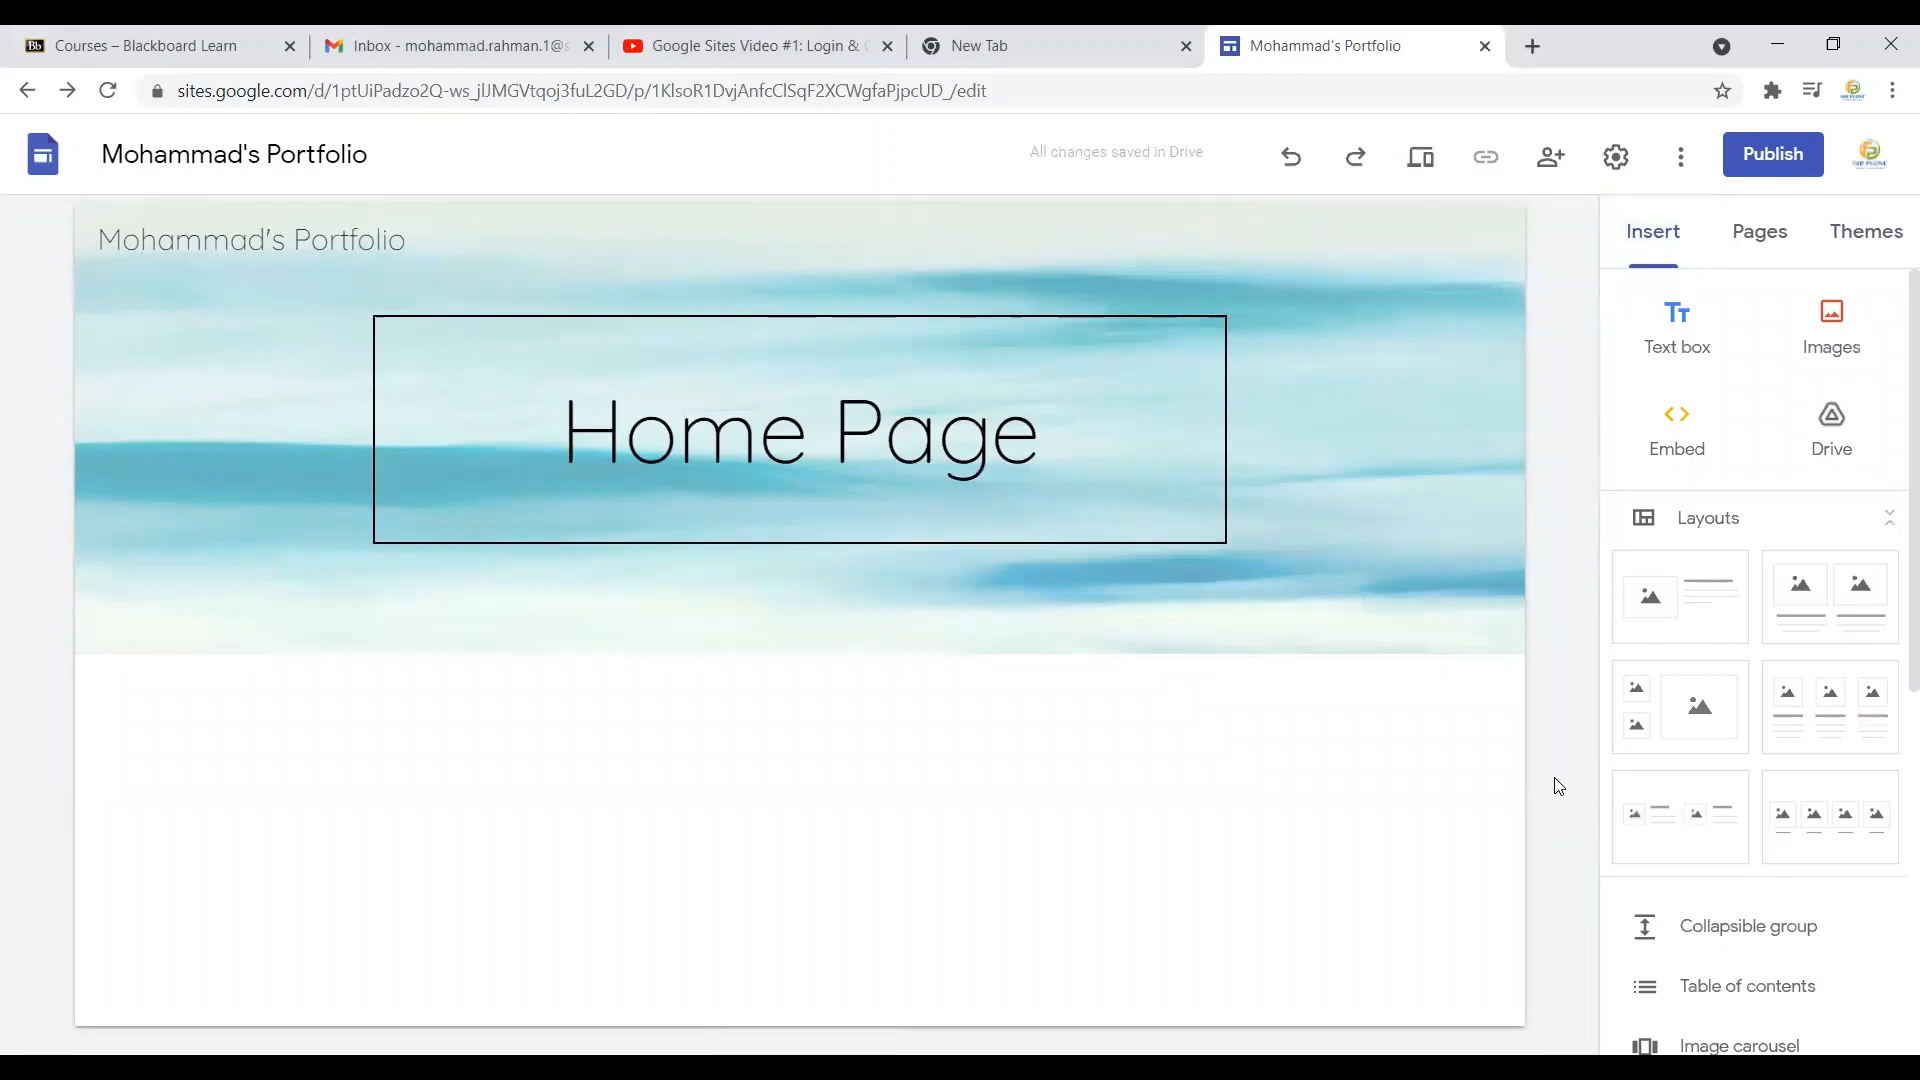 Bb Courses – Blackboard Learn
Inbox - mohammad.rahman.1@s
Google Sites Video #1: Login &
New Tab
Mohammad's Portfolio
sites.google.com/d/1ptUiPadzo2Q-ws_jlJMGVtqoj3fuL2GD/p/1KlsoR1DvjAnfcClSqF2XCWgfaPjpcUD_/edit
Mohammad's Portfolio
All changes saved in Drive
Publish
Mohammad's Portfolio
Home Page
Insert
Pages
Themes
Text box
Images
Embed
Drive
Layouts
Collapsible group
Table of contents
Image carousel